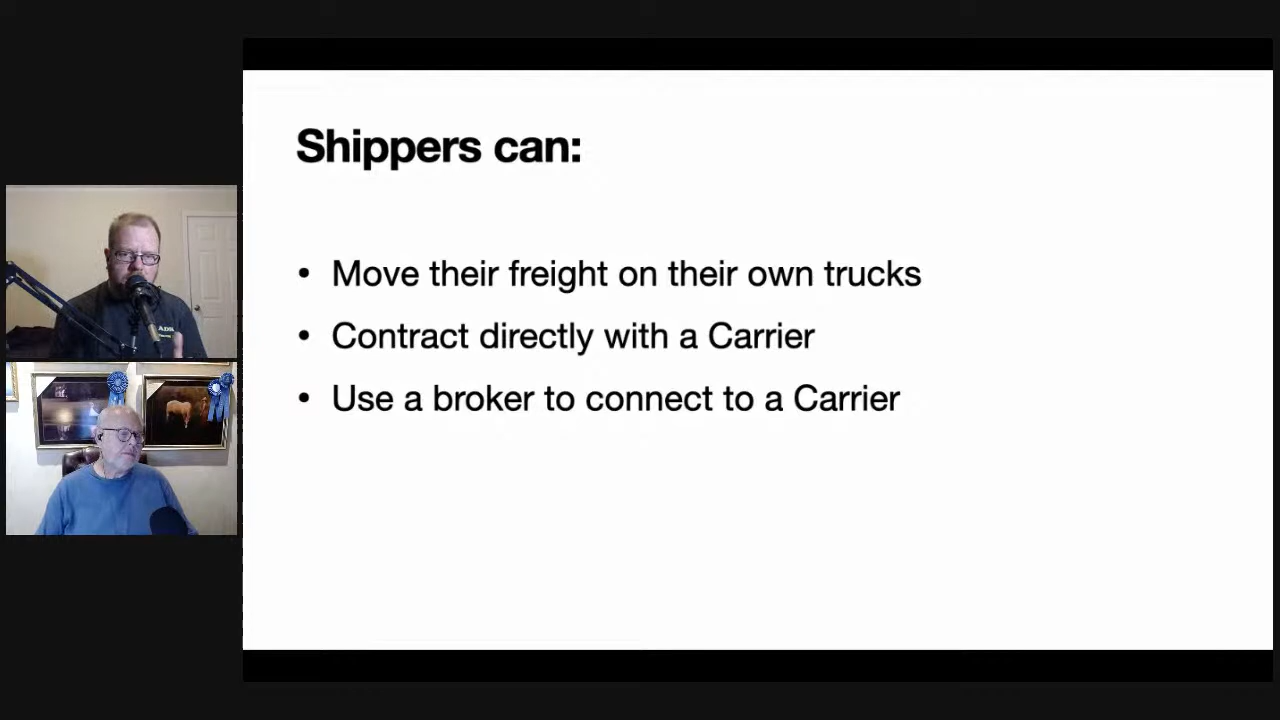 Shippers can:
• Move their freight on their own trucks
• Contract directly with a Carrier
• Use a broker to connect to a Carrier